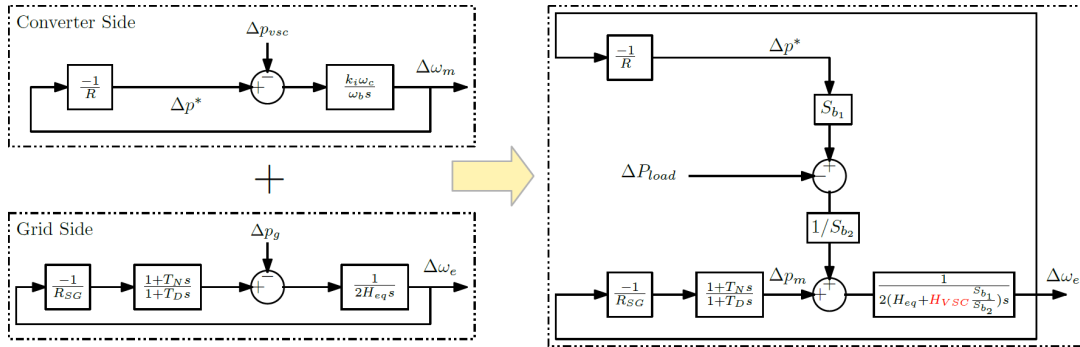 Converter Side
Δp_vsc
Δω_m
-1/R
Δp*
−
+
k_i ω_c / ω_b s
+
Grid Side
Δp_g
Δω_e
-1/R_SG
1+T_N s / 1+T_D s
−
+
1 / 2H_eq s
-1/R
Δp*
S_b1
ΔP_load
+
−
1/S_b2
-1/R_SG
1+T_N s / 1+T_D s
Δp_m
+
+
1 / 2(H_eq+H_VSC S_b1/S_b2)s
Δω_e